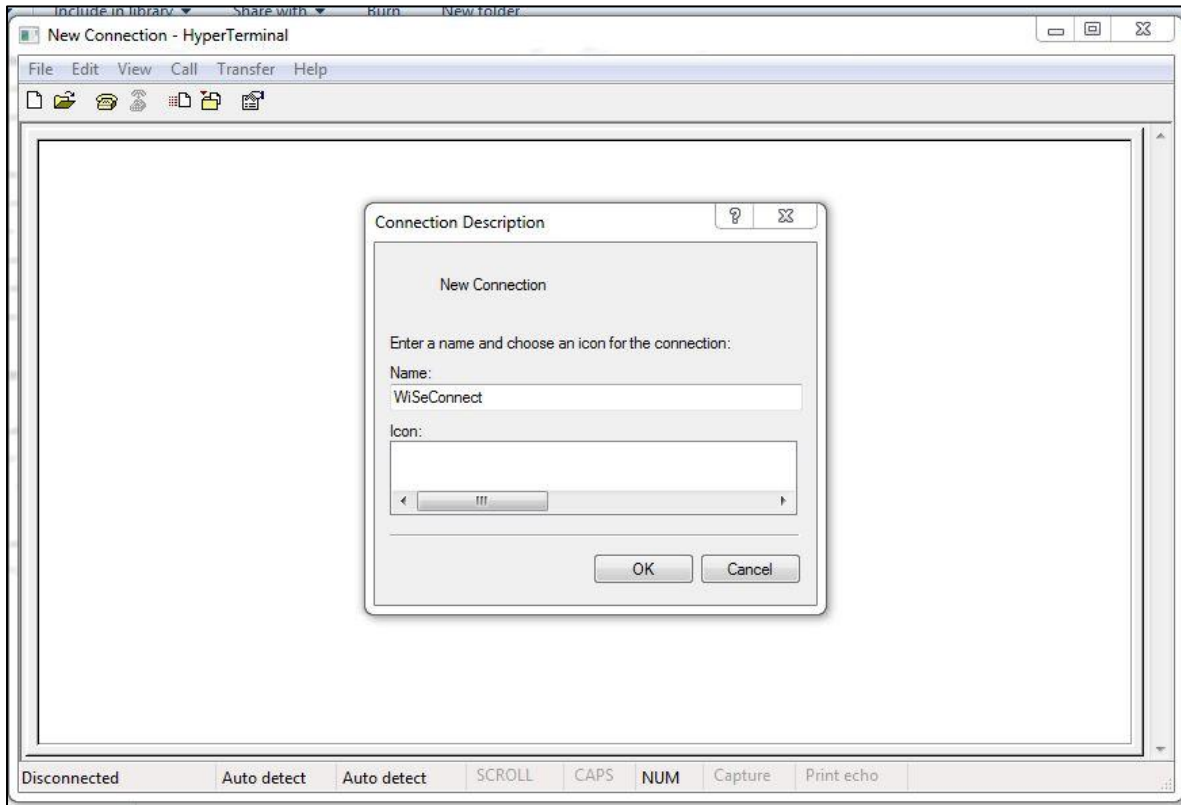 Include in library Share with Burn New folder
New Connection - HyperTerminal
File Edit View Call Transfer Help
Connection Description
New Connection
Enter a name and choose an icon for the connection:
Name:
WiSeConnect
Icon:
OK Cancel
Disconnected Auto detect Auto detect SCROLL CAPS NUM Capture Print echo